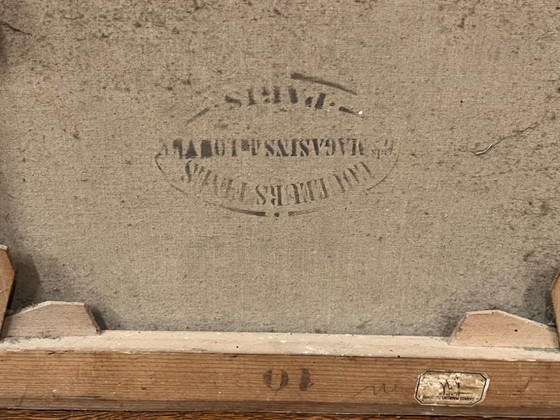 COULEURS FINES
Gds MAGASINS du LOUVRE
PARIS
10